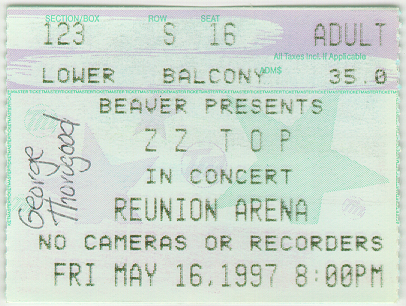 SECTION/BOX ROW SEAT
123 S 16 ADULT
All Taxes Incl. If Applicable
LOWER BALCONY ADMS 35.0
BEAVER PRESENTS
ZZ TOP
IN CONCERT
REUNION ARENA
NO CAMERAS OR RECORDERS
FRI MAY 16,1997 8:00PM
George
Thorogood